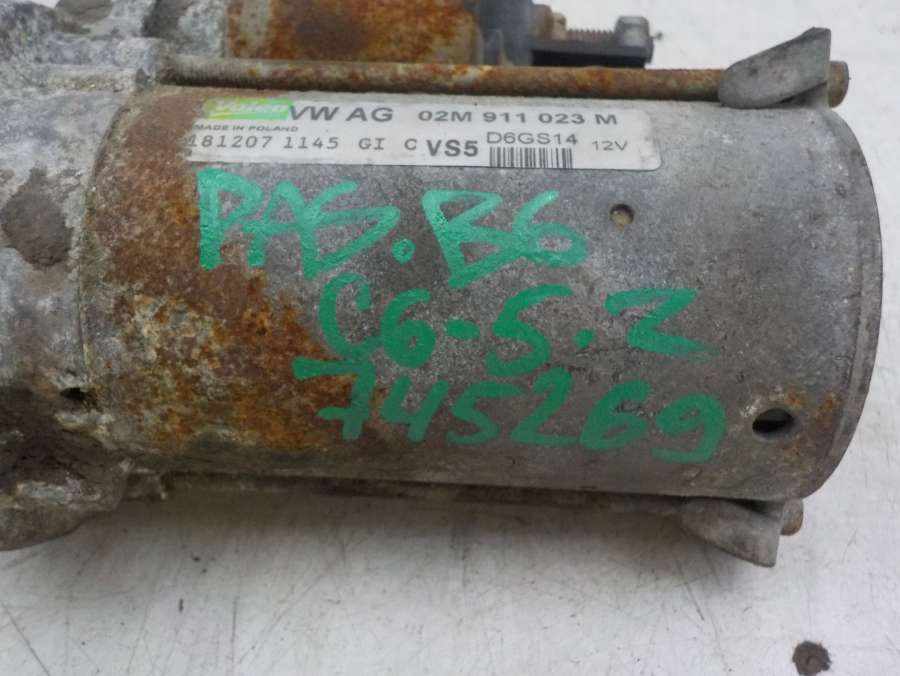 Valeo VW AG 02M 911 023 M
MADE IN POLAND
181207 1145 GI C VS5 D6GS14 12V
PAS.B6
C6-5.2
745269